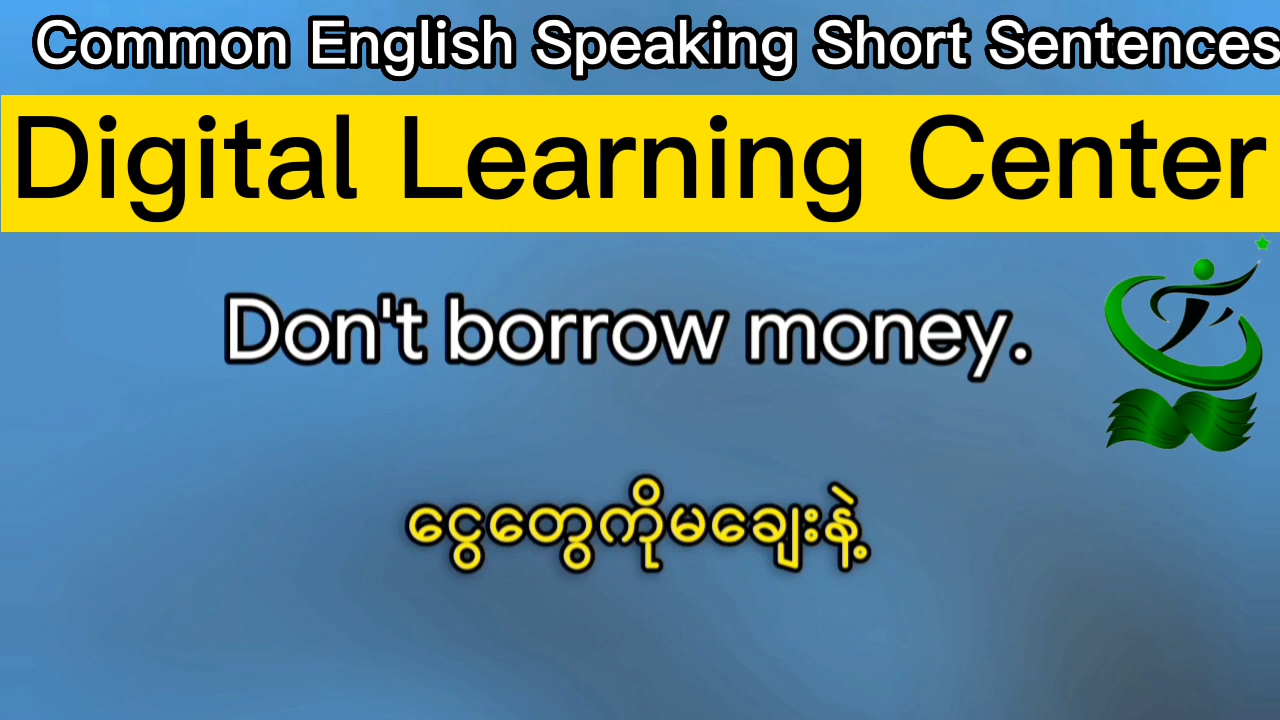 Common English Speaking Short Sentences
Digital Learning Center
Don't borrow money.
ငွေတွေကိုမချေးနဲ့